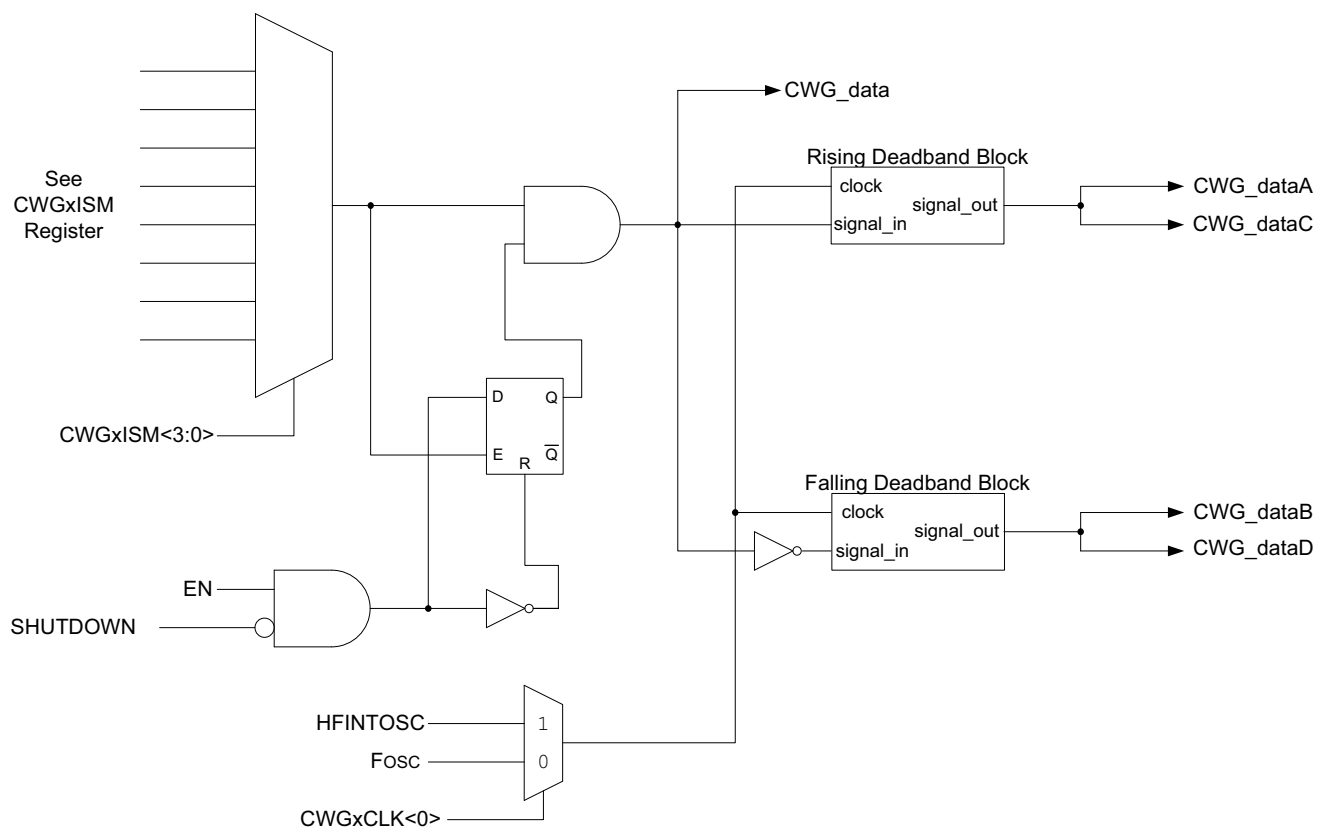 CWG_data
Rising Deadband Block
clock
signal_out
signal_in
CWG_dataA
CWG_dataC
See
CWGxISM
Register
D
Q
E
R
Q̅
CWGxISM<3:0>
Falling Deadband Block
clock
signal_out
signal_in
CWG_dataB
CWG_dataD
EN
SHUTDOWN
HFINTOSC
1
FOSC
0
CWGxCLK<0>